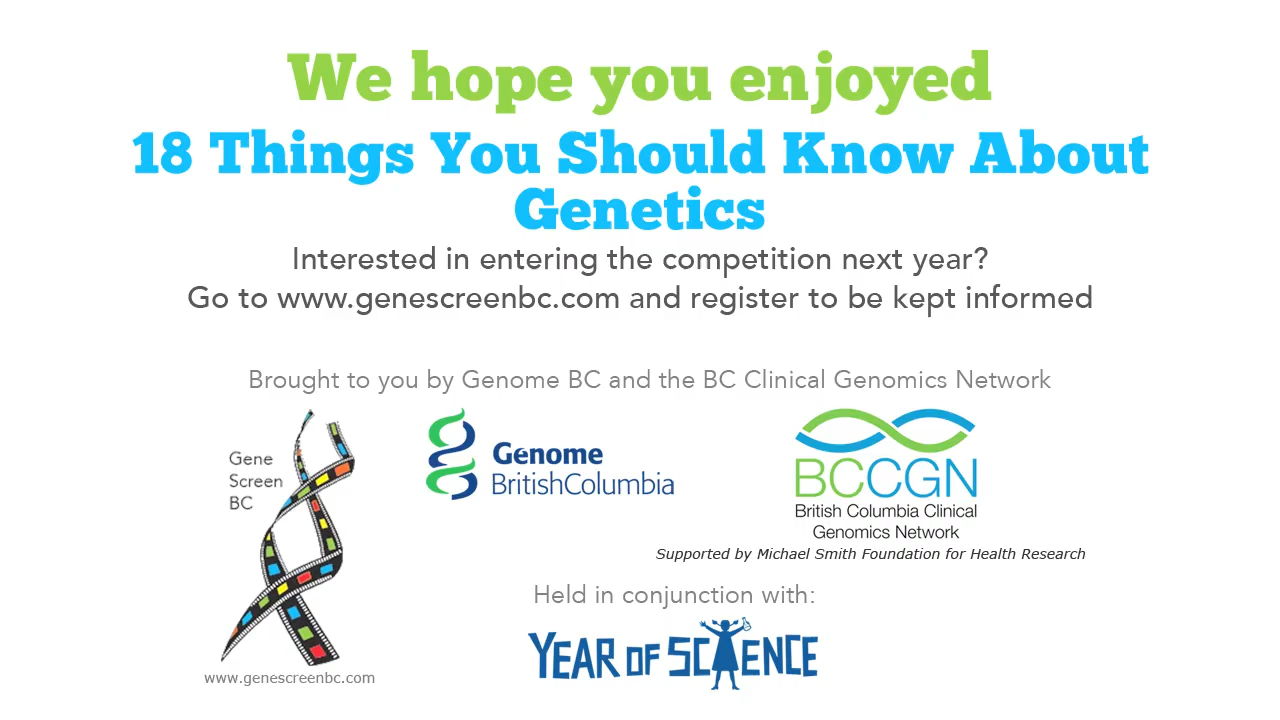 We hope you enjoyed
18 Things You Should Know About
Genetics
Interested in entering the competition next year?
Go to www.genescreenbc.com and register to be kept informed
Brought to you by Genome BC and the BC Clinical Genomics Network
Gene
Screen
BC
www.genescreenbc.com
Genome
BritishColumbia
BCCGN
British Columbia Clinical
Genomics Network
Supported by Michael Smith Foundation for Health Research
Held in conjunction with:
YEAR OF SCIENCE